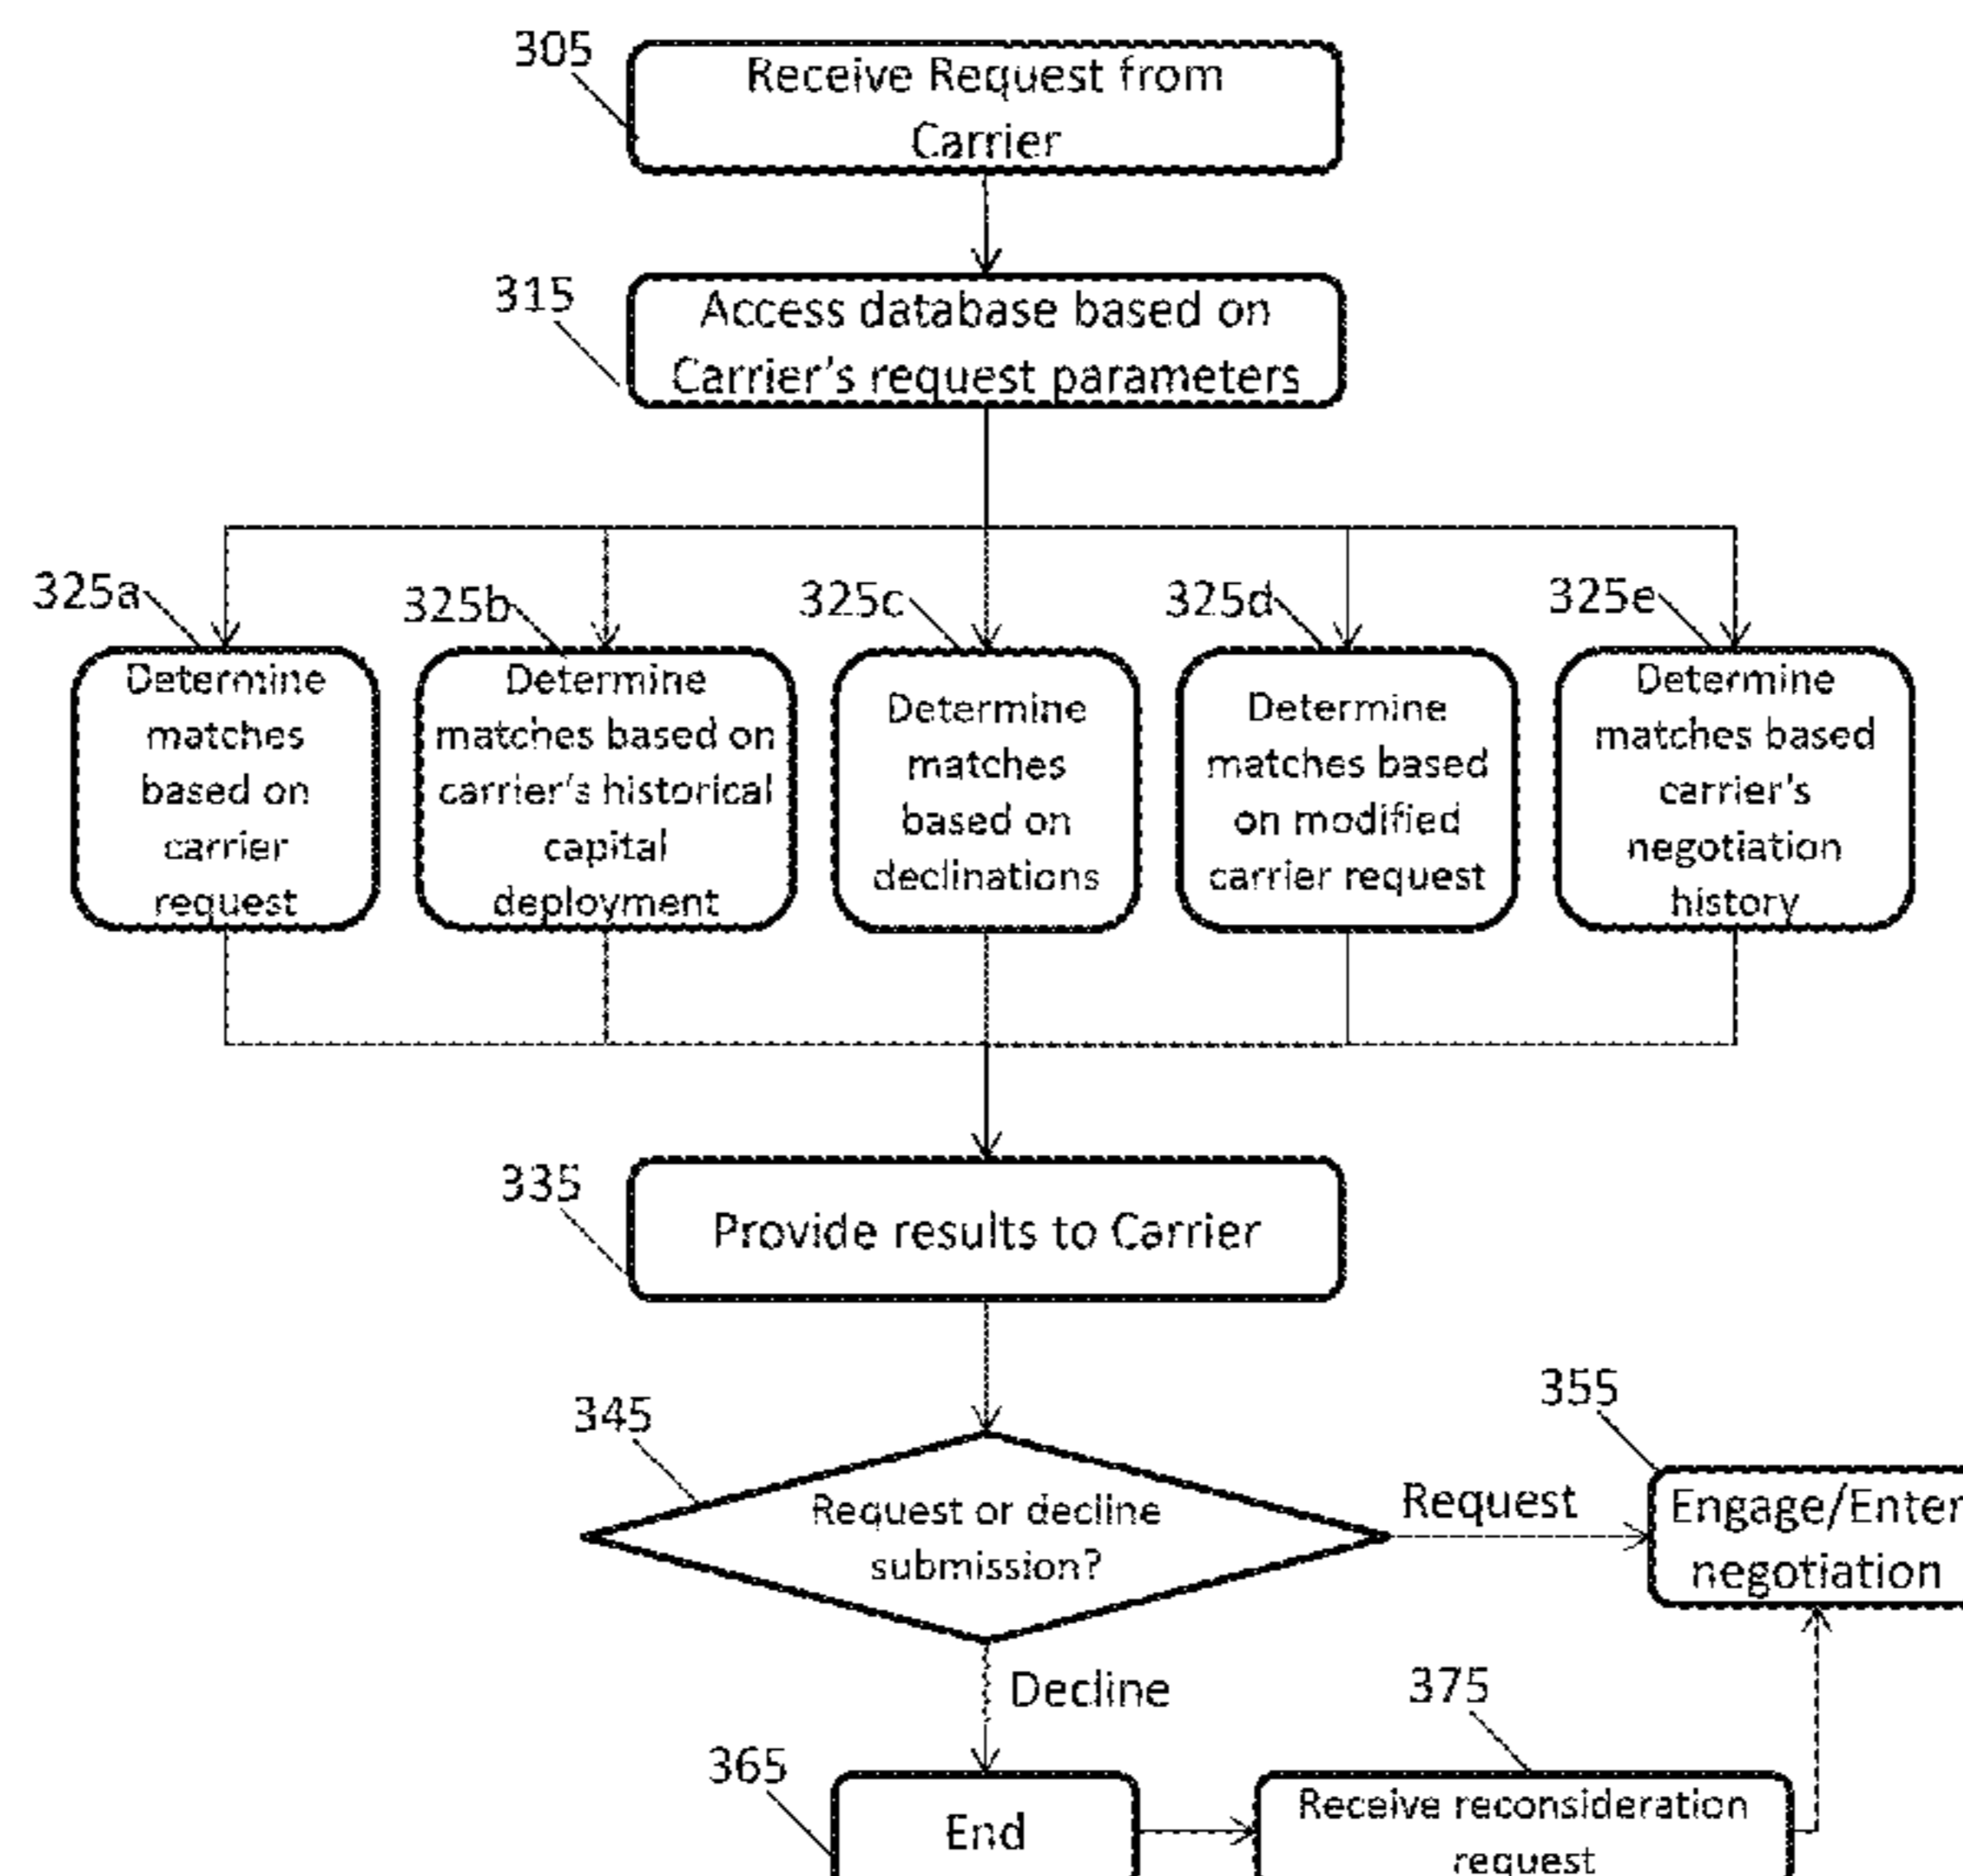 305
Receive Request from
Carrier
315
Access database based on
Carrier's request parameters
325a
325b
325c
325d
325e
Determine
matches
based on
carrier
request
Determine
matches based on
carrier's historical
capital
deployment
Determine
matches
based on
declinations
Determine
matches based
on modified
carrier request
Determine
matches based
carrier's
negotiation
history
335
Provide results to Carrier
345
Request or decline
submission?
Request
355
Engage/Enter
negotiation
Decline
365
End
375
Receive reconsideration
request